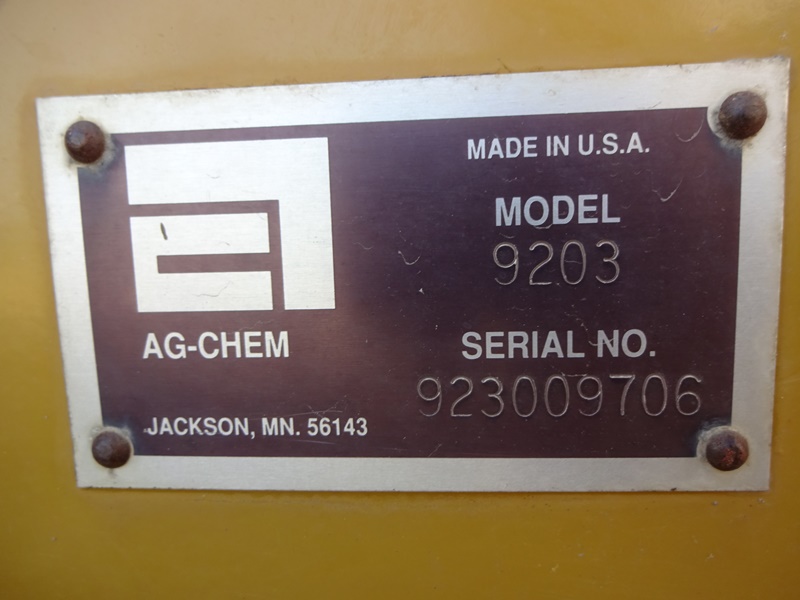 MADE IN U.S.A.
MODEL
9203
AG-CHEM
SERIAL NO.
923009706
JACKSON, MN. 56143